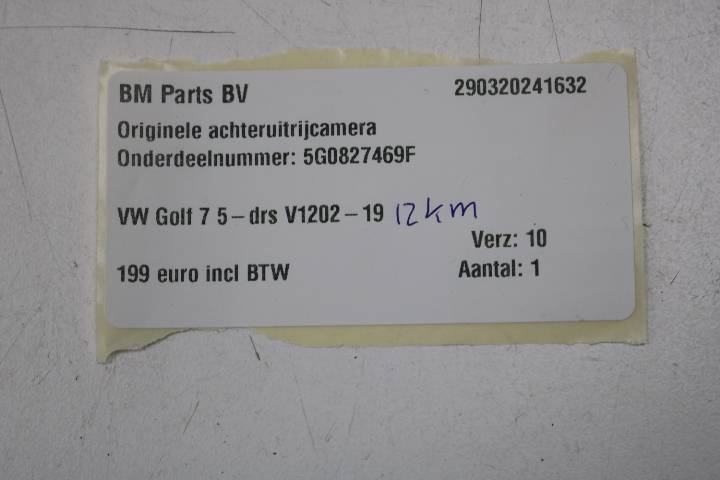 BM Parts BV 290320241632
Originele achteruitrijcamera
Onderdeelnummer: 5G0827469F
VW Golf 7 5-drs V1202-19 12km
Verz: 10
199 euro incl BTW Aantal: 1